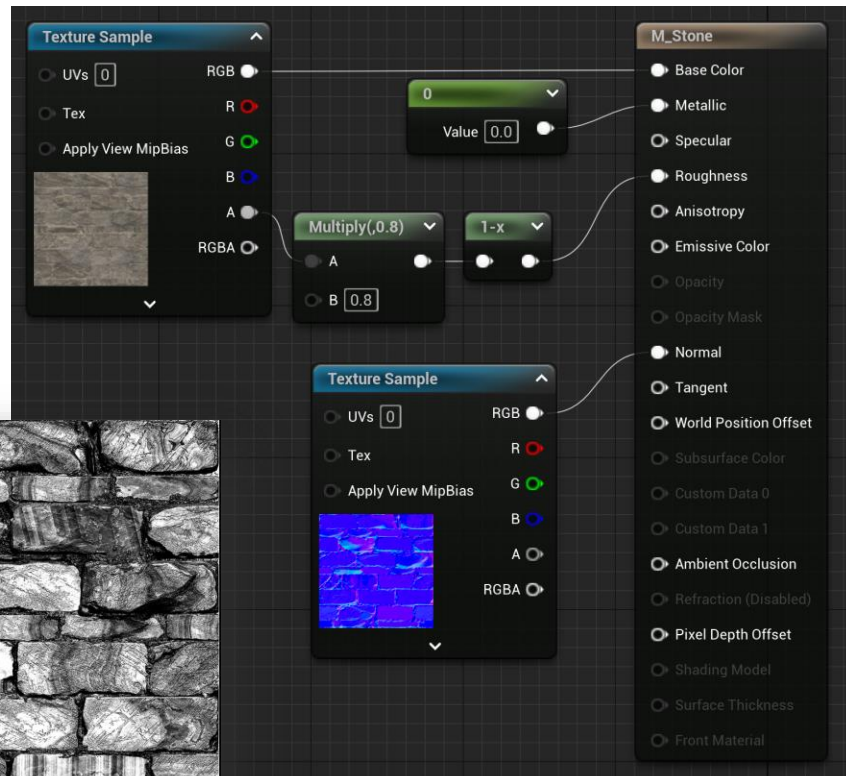 Texture Sample
UVs 0
RGB
Tex
R
Apply View MipBias
G
B
A
RGBA
0
Value 0.0
Multiply(,0.8)
A
B 0.8
1-x
Texture Sample
UVs 0
RGB
Tex
R
Apply View MipBias
G
B
A
RGBA
M_Stone
Base Color
Metallic
Specular
Roughness
Anisotropy
Emissive Color
Opacity
Opacity Mask
Normal
Tangent
World Position Offset
Subsurface Color
Custom Data 0
Custom Data 1
Ambient Occlusion
Refraction (Disabled)
Pixel Depth Offset
Shading Model
Surface Thickness
Front Material